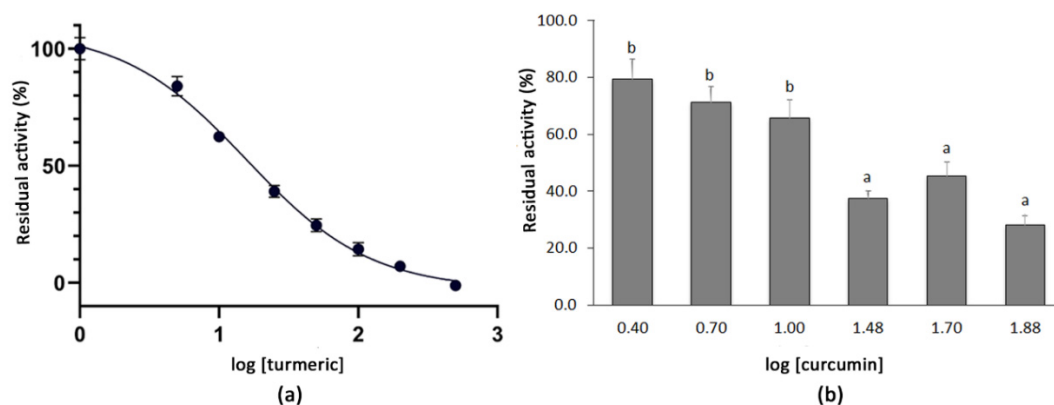 Residual activity (%)
100
50
0
0
1
2
3
log [turmeric]
(a)
Residual activity (%)
100.0
80.0
60.0
40.0
20.0
0.0
b
b
b
a
a
a
0.40
0.70
1.00
1.48
1.70
1.88
log [curcumin]
(b)